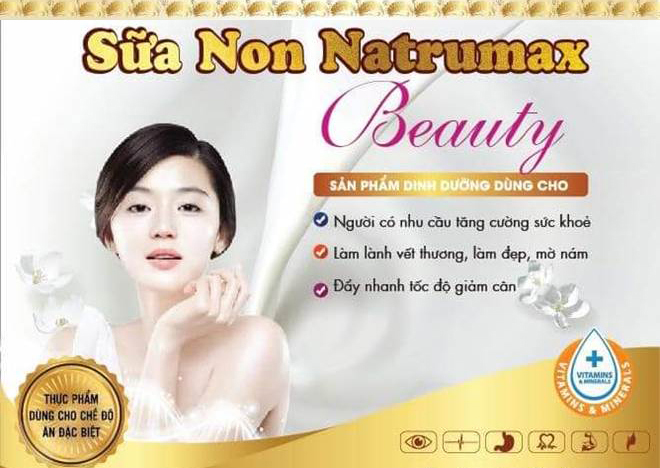 Sữa Non Natrumax
Beauty
SẢN PHẨM DINH DƯỠNG DÙNG CHO
Người có nhu cầu tăng cường sức khoẻ
Làm lành vết thương, làm đẹp, mờ nám
Đẩy nhanh tốc độ giảm cân
THỰC PHẨM
DÙNG CHO CHẾ ĐỘ
ĂN ĐẶC BIỆT
VITAMINS
& MINERALS
VITAMINS & MINERALS